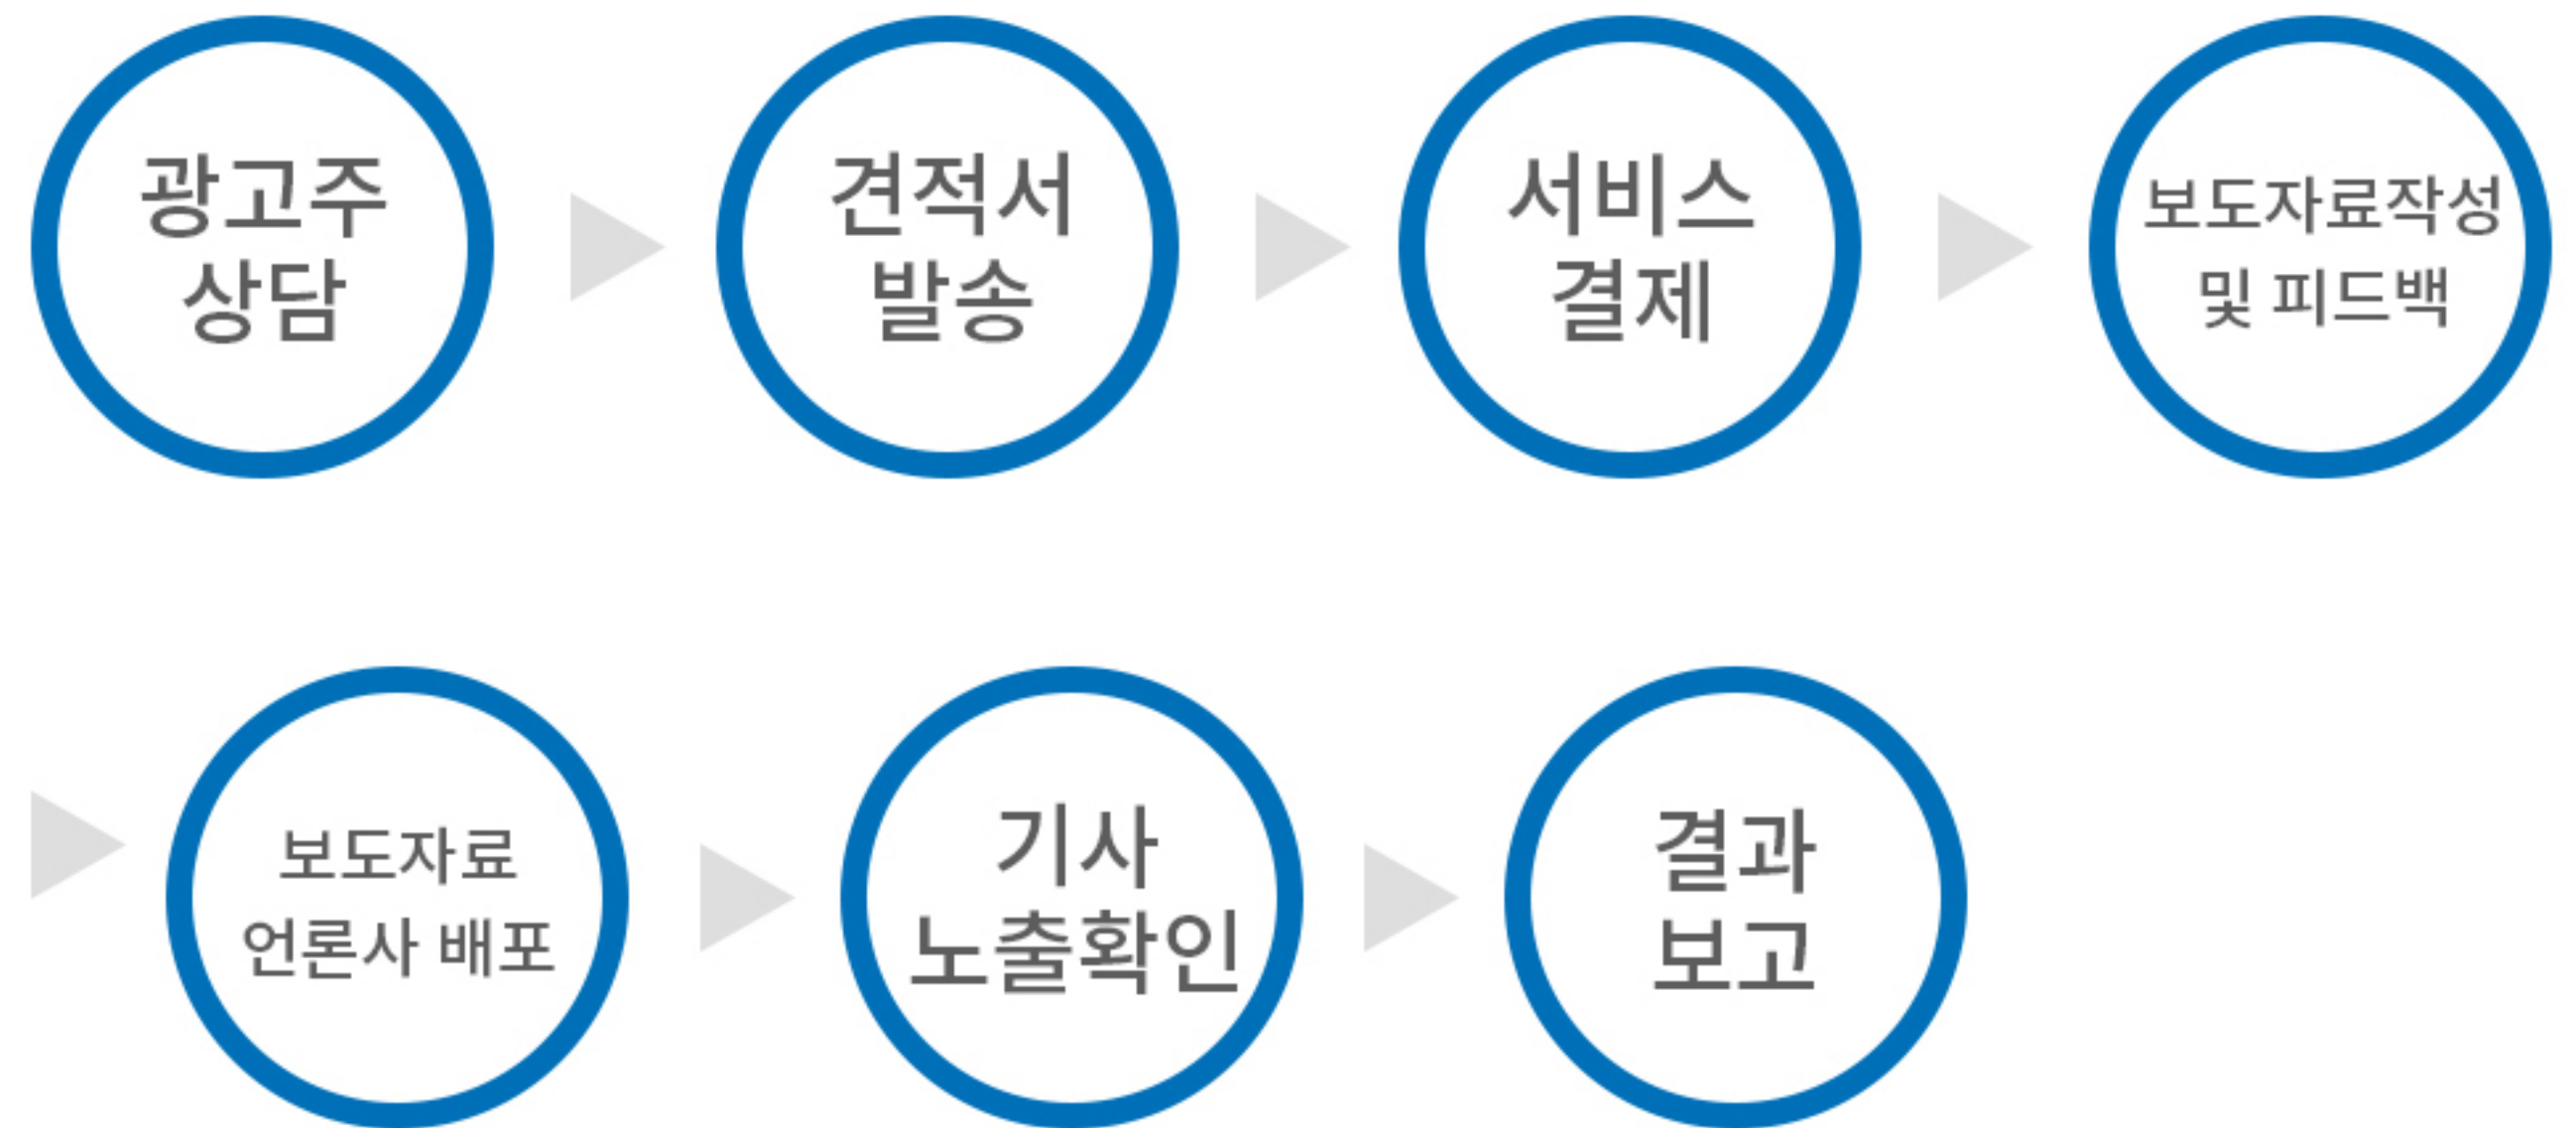 광고주
상담
견적서
발송
서비스
결제
보도자료작성
및 피드백
보도자료
언론사 배포
기사
노출확인
결과
보고